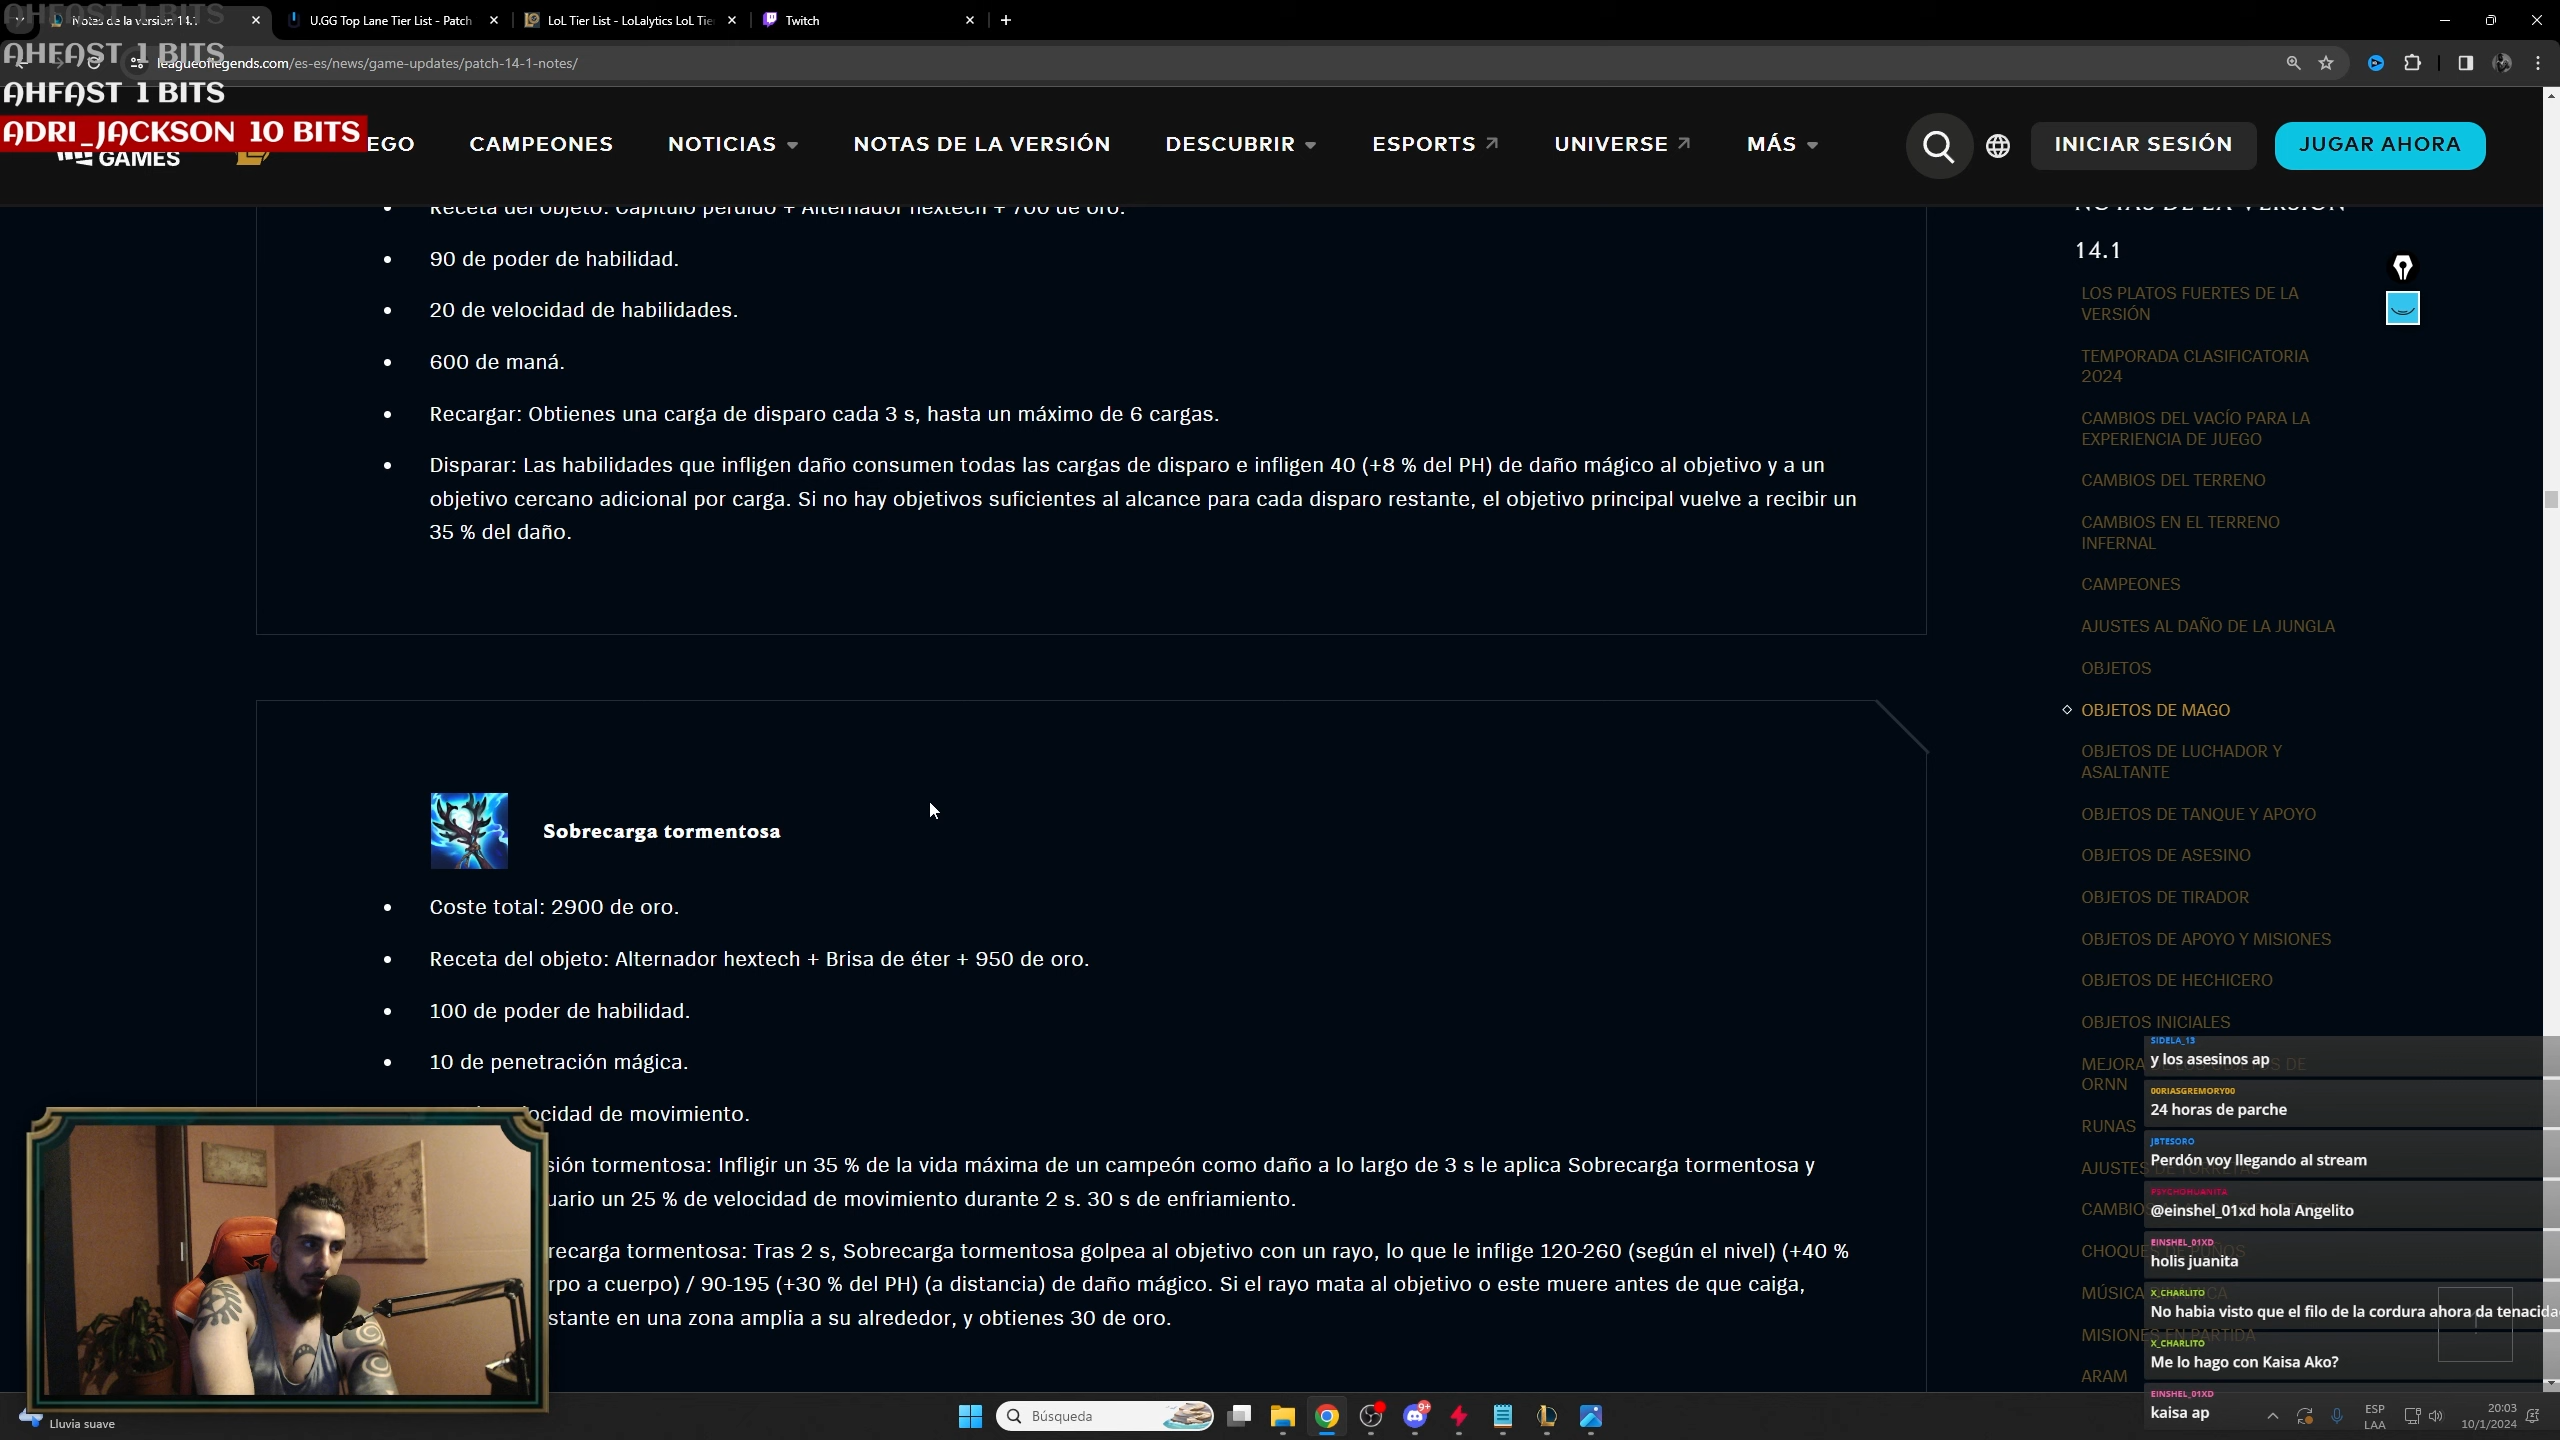 Notas de la versión 14.1
U.GG Top Lane Tier List - Patch
LoL Tier List - LoLalytics LoL Tie
Twitch
AHFAST 1 BITS
AHFAST 1 BITS
leagueoflegends.com/es-es/news/game-updates/patch-14-1-notes/
AHFAST 1 BITS
ADRI_JACKSON 10 BITS
GAMES
EGO
CAMPEONES
NOTICIAS
NOTAS DE LA VERSIÓN
DESCUBRIR
ESPORTS
UNIVERSE
MÁS
INICIAR SESIÓN
JUGAR AHORA
Receta del objeto: Capítulo perdido + Alternador hextech + 700 de oro.
90 de poder de habilidad.
20 de velocidad de habilidades.
600 de maná.
Recargar: Obtienes una carga de disparo cada 3 s, hasta un máximo de 6 cargas.
Disparar: Las habilidades que infligen daño consumen todas las cargas de disparo e infligen 40 (+8 % del PH) de daño mágico al objetivo y a un
objetivo cercano adicional por carga. Si no hay objetivos suficientes al alcance para cada disparo restante, el objetivo principal vuelve a recibir un
35 % del daño.
Sobrecarga tormentosa
Coste total: 2900 de oro.
Receta del objeto: Alternador hextech + Brisa de éter + 950 de oro.
100 de poder de habilidad.
10 de penetración mágica.
ocidad de movimiento.
sión tormentosa: Infligir un 35 % de la vida máxima de un campeón como daño a lo largo de 3 s le aplica Sobrecarga tormentosa y
uario un 25 % de velocidad de movimiento durante 2 s. 30 s de enfriamiento.
recarga tormentosa: Tras 2 s, Sobrecarga tormentosa golpea al objetivo con un rayo, lo que le inflige 120-260 (según el nivel) (+40 %
rpo a cuerpo) / 90-195 (+30 % del PH) (a distancia) de daño mágico. Si el rayo mata al objetivo o este muere antes de que caiga,
stante en una zona amplia a su alrededor, y obtienes 30 de oro.
NOTAS DE LA VERSIÓN
14.1
LOS PLATOS FUERTES DE LA
VERSIÓN
TEMPORADA CLASIFICATORIA
2024
CAMBIOS DEL VACÍO PARA LA
EXPERIENCIA DE JUEGO
CAMBIOS DEL TERRENO
CAMBIOS EN EL TERRENO
INFERNAL
CAMPEONES
AJUSTES AL DAÑO DE LA JUNGLA
OBJETOS
OBJETOS DE MAGO
OBJETOS DE LUCHADOR Y
ASALTANTE
OBJETOS DE TANQUE Y APOYO
OBJETOS DE ASESINO
OBJETOS DE TIRADOR
OBJETOS DE APOYO Y MISIONES
OBJETOS DE HECHICERO
OBJETOS INICIALES
MEJORA DE LOS OBJETOS DE
ORNN
RUNAS
AJUSTES DE
CAMBIOS
CHOQUES DE PUÑOS
MÚSICA
MISIONES EN PARTIDA
ARAM
SIDELA_13
y los asesinos ap
00RIASGREMORY00
24 horas de parche
JBTESORO
Perdón voy llegando al stream
PSYCHOJUANITA
@einshel_01xd hola Angelito
EINSHEL_01XD
holis juanita
X_CHARLITO
No habia visto que el filo de la cordura ahora da tenacida
X_CHARLITO
Me lo hago con Kaisa Ako?
EINSHEL_01XD
kaisa ap
Lluvia suave
Búsqueda
9+
ESP
LAA
20:03
10/1/2024